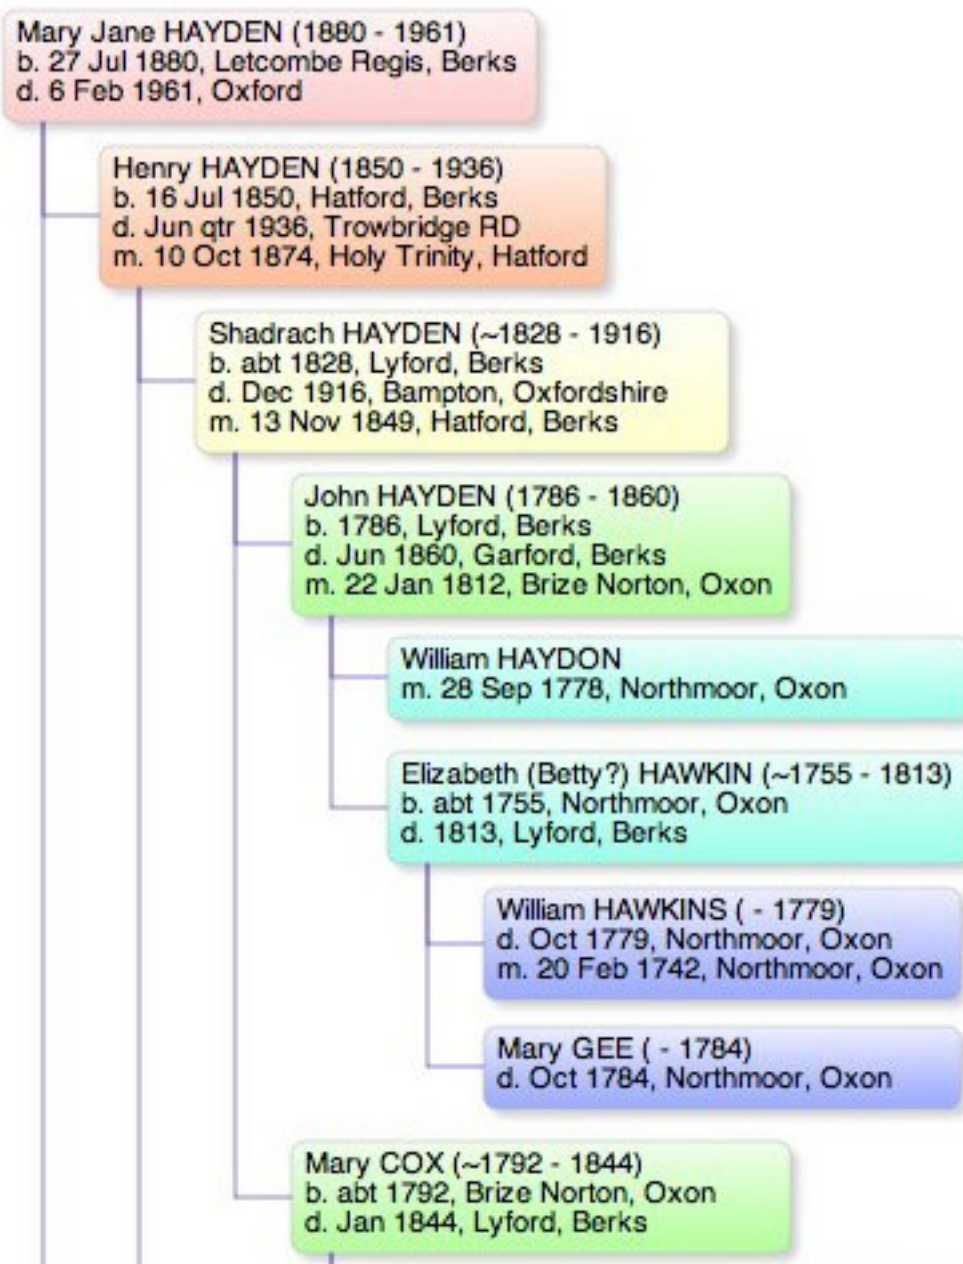 Mary Jane HAYDEN (1880 - 1961)
b. 27 Jul 1880, Letcombe Regis, Berks
d. 6 Feb 1961, Oxford
Henry HAYDEN (1850 - 1936)
b. 16 Jul 1850, Hatford, Berks
d. Jun qtr 1936, Trowbridge RD
m. 10 Oct 1874, Holy Trinity, Hatford
Shadrach HAYDEN (~1828 - 1916)
b. abt 1828, Lyford, Berks
d. Dec 1916, Bampton, Oxfordshire
m. 13 Nov 1849, Hatford, Berks
John HAYDEN (1786 - 1860)
b. 1786, Lyford, Berks
d. Jun 1860, Garford, Berks
m. 22 Jan 1812, Brize Norton, Oxon
William HAYDON
m. 28 Sep 1778, Northmoor, Oxon
Elizabeth (Betty?) HAWKIN (~1755 - 1813)
b. abt 1755, Northmoor, Oxon
d. 1813, Lyford, Berks
William HAWKINS ( - 1779)
d. Oct 1779, Northmoor, Oxon
m. 20 Feb 1742, Northmoor, Oxon
Mary GEE ( - 1784)
d. Oct 1784, Northmoor, Oxon
Mary COX (~1792 - 1844)
b. abt 1792, Brize Norton, Oxon
d. Jan 1844, Lyford, Berks